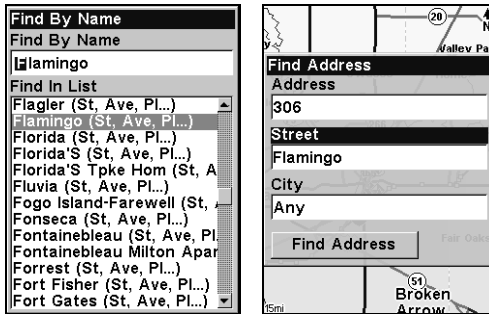 Find By Name
Find By Name
Flamingo
Find In List
Flagler (St, Ave, Pl...)
Flamingo (St, Ave, Pl...)
Florida (St, Ave, Pl...)
Florida'S (St, Ave, Pl...)
Florida'S Tpke Hom (St, A
Fluvia (St, Ave, Pl...)
Fogo Island-Farewell (St,
Fonseca (St, Ave, Pl...)
Fontainebleau (St, Ave, Pl
Fontainebleau Milton Apar
Forrest (St, Ave, Pl...)
Fort Fisher (St, Ave, Pl...)
Fort Gates (St, Ave, Pl...)
20
N
Valley Pa
Find Address
Address
306
Street
Flamingo
City
Any
Find Address
Fair Oaks
51
Broken
Arrow
15mi